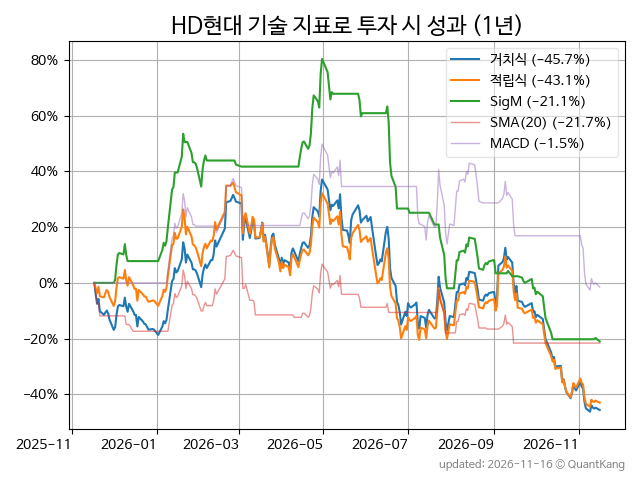 HD현대 기술 지표로 투자 시 성과 (1년)
거치식 (−45.7%)
적립식 (−43.1%)
SigM (−21.1%)
SMA(20) (−21.7%)
MACD (−1.5%)
80%
60%
40%
20%
0%
−20%
−40%
2025-11 2026-01 2026-03 2026-05 2026-07 2026-09 2026-11
updated: 2026-11-16 © QuantKang